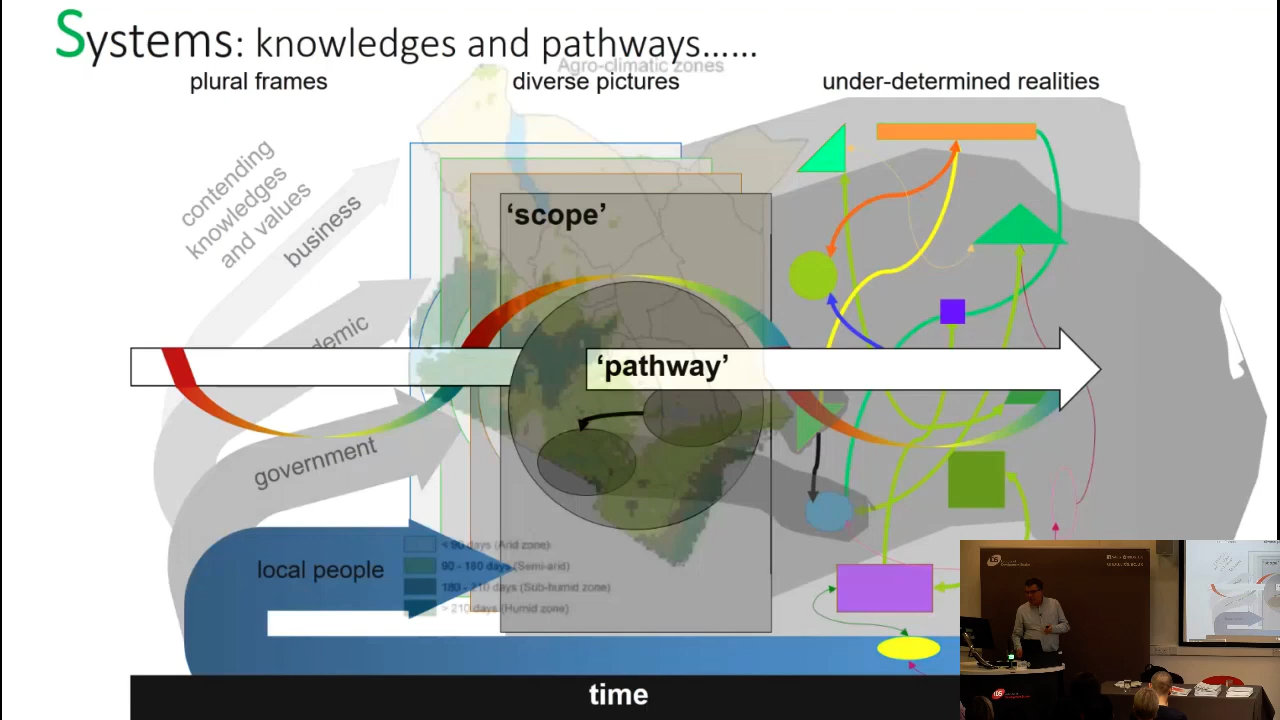 Systems: knowledges and pathways......
Agro-climatic zones
plural frames
diverse pictures
under-determined realities
contending
knowledges
and values
business
demic
government
local people
'scope'
'pathway'
< 90 days (Arid zone)
90 - 180 days (Semi-arid)
180 - 210 days (Sub-humid zone)
> 210 days (Humid zone)
time